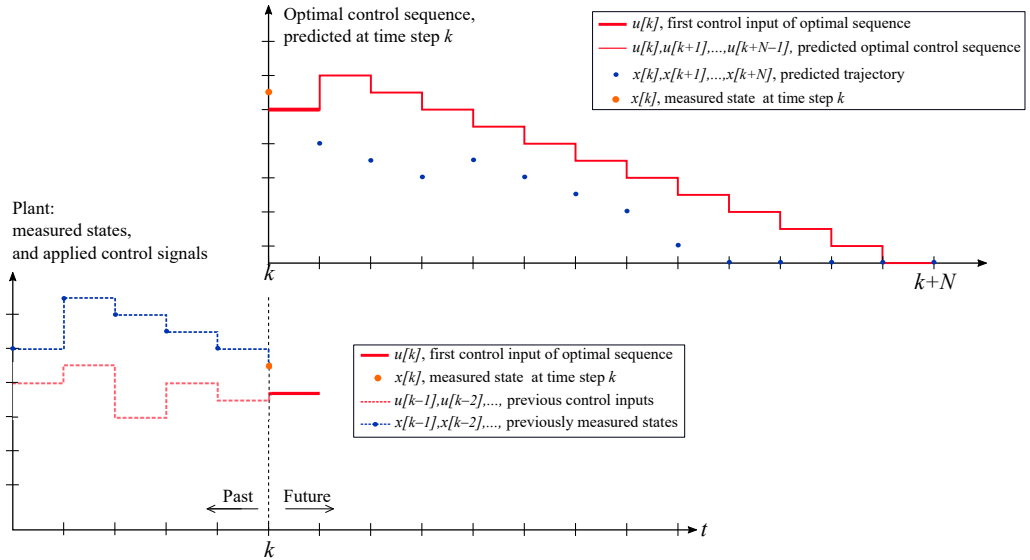 Optimal control sequence,
predicted at time step k
u[k], first control input of optimal sequence
u[k],u[k+1],...,u[k+N–1], predicted optimal control sequence
x[k],x[k+1],...,x[k+N], predicted trajectory
x[k], measured state at time step k
k
k+N
Plant:
measured states,
and applied control signals
u[k], first control input of optimal sequence
x[k], measured state at time step k
u[k–1],u[k–2],..., previous control inputs
x[k–1],x[k–2],..., previously measured states
Past
Future
k
t